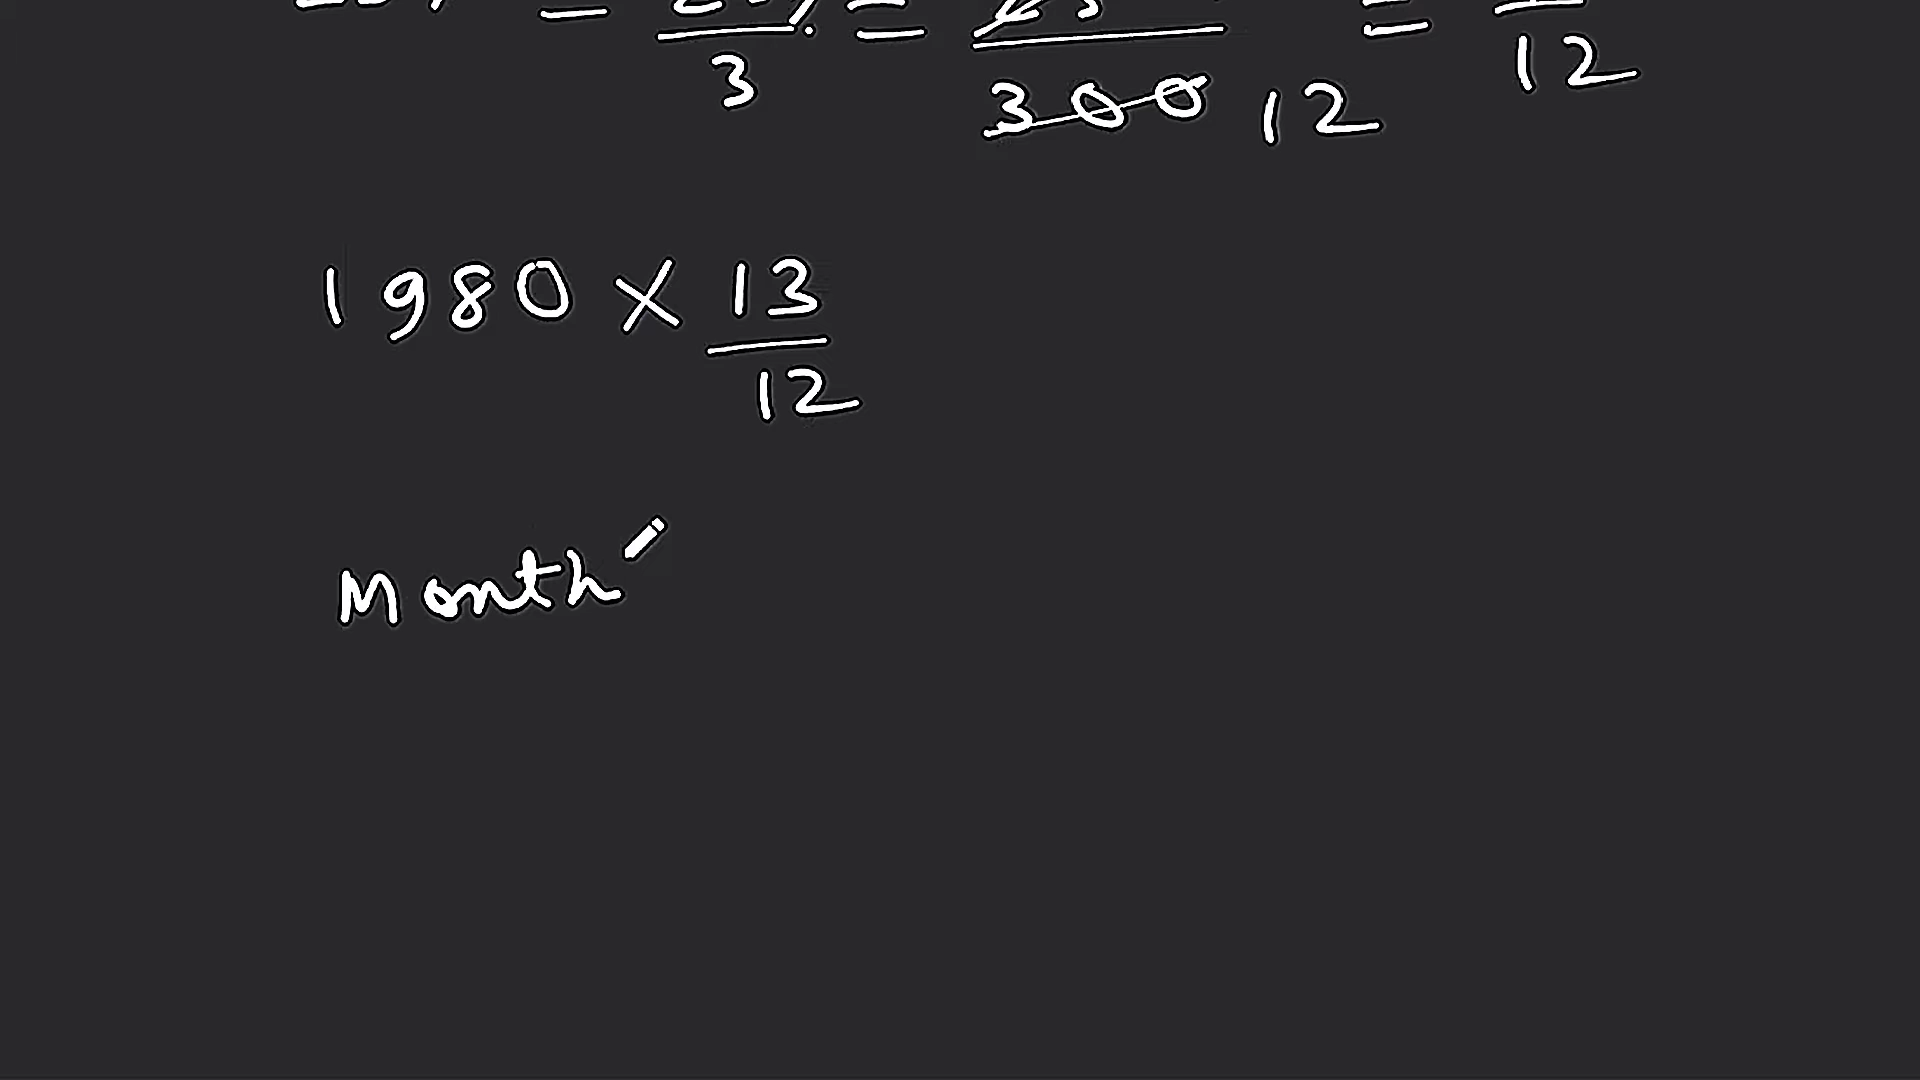 = 3 = 300 12 = 12
1980 × 13/12
Month